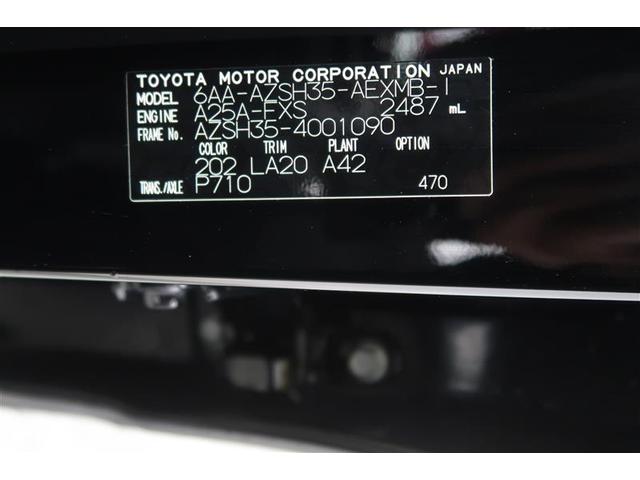 TOYOTA MOTOR CORPORATION JAPAN
MODEL 6AA-AZSH35-AEXMB-I
ENGINE A25A-FXS 2487 mL
FRAME No. AZSH35-4001090
COLOR TRIM PLANT OPTION
202 LA20 A42
TRANS./AXLE P710 470